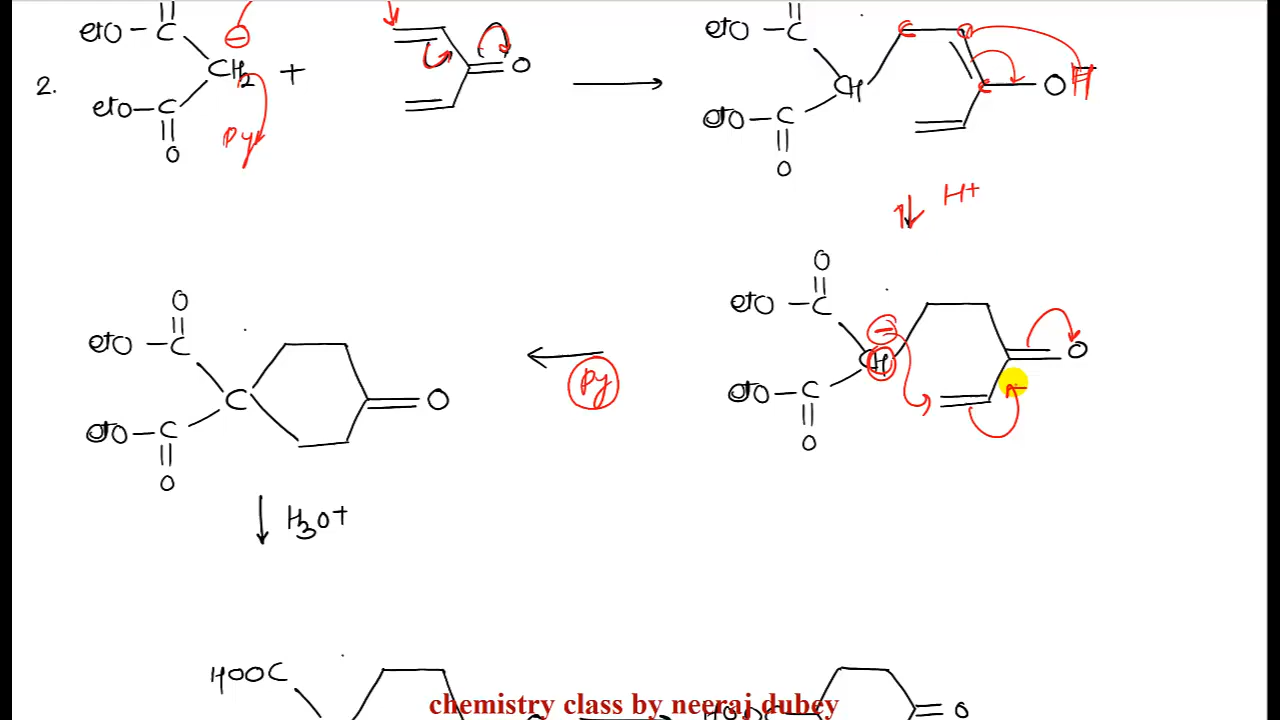 etO– C
⊖
CH2 +
2.
etO– C
O
Py
O
etO– C
CH
etO– C
O
OH
H+
O
etO – C
⊖
CH
etO – C
O
O
O
etO – C
C
etO – C
O
O
Py
H3O+
HOOC
HOOC
O
chemistry class by neeraj dubey